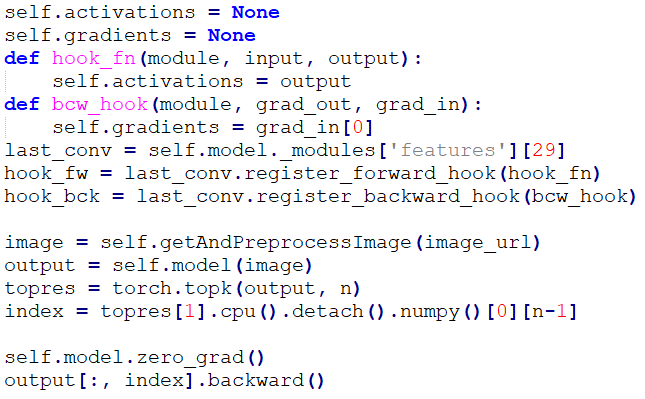 self.activations = None
self.gradients = None
def hook_fn(module, input, output):
    self.activations = output
def bcw_hook(module, grad_out, grad_in):
    self.gradients = grad_in[0]
last_conv = self.model._modules['features'][29]
hook_fw = last_conv.register_forward_hook(hook_fn)
hook_bck = last_conv.register_backward_hook(bcw_hook)

image = self.getAndPreprocessImage(image_url)
output = self.model(image)
topres = torch.topk(output, n)
index = topres[1].cpu().detach().numpy()[0][n-1]

self.model.zero_grad()
output[:, index].backward()